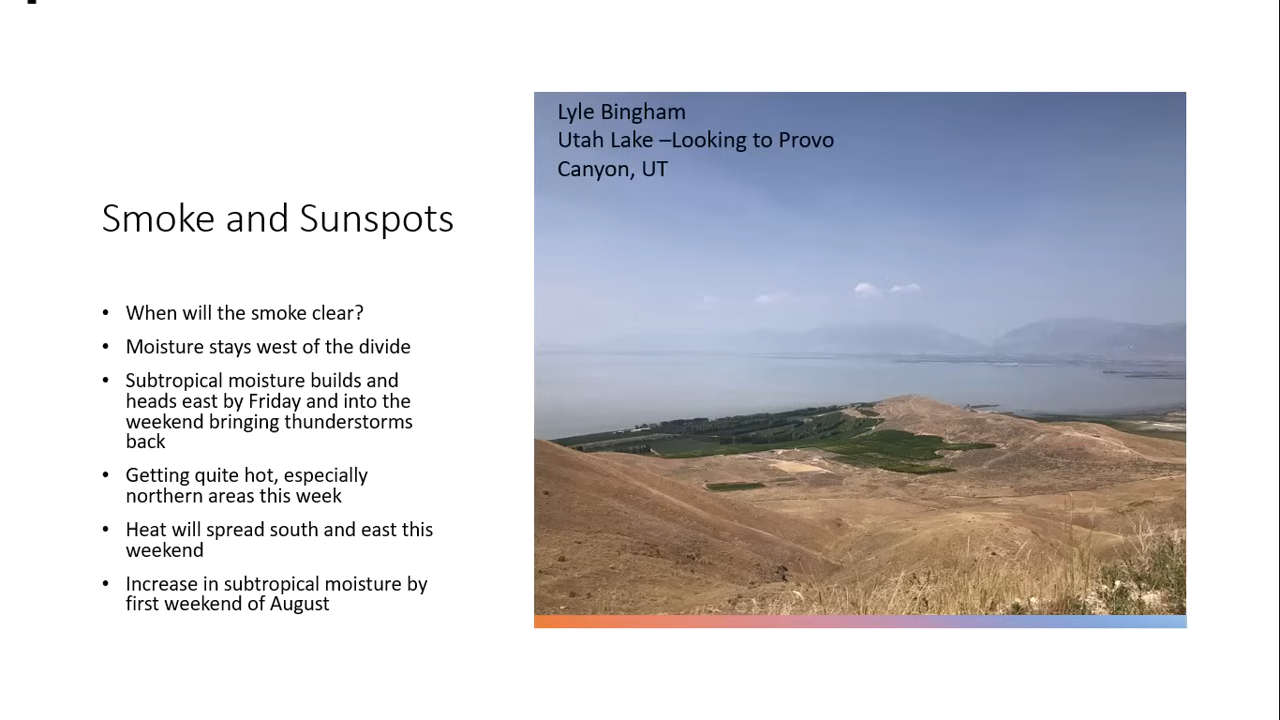 Lyle Bingham
Utah Lake –Looking to Provo
Canyon, UT
Smoke and Sunspots
• When will the smoke clear?
• Moisture stays west of the divide
• Subtropical moisture builds and
heads east by Friday and into the
weekend bringing thunderstorms
back
• Getting quite hot, especially
northern areas this week
• Heat will spread south and east this
weekend
• Increase in subtropical moisture by
first weekend of August